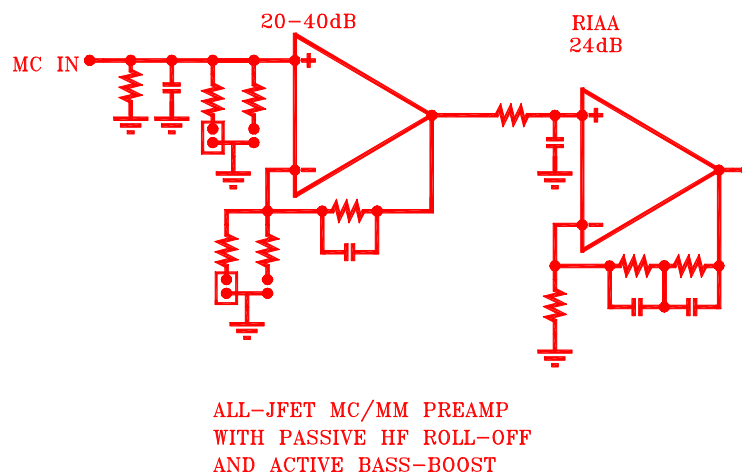 20-40dB
RIAA
24dB
MC IN
+
-
+
-
ALL-JFET MC/MM PREAMP
WITH PASSIVE HF ROLL-OFF
AND ACTIVE BASS-BOOST